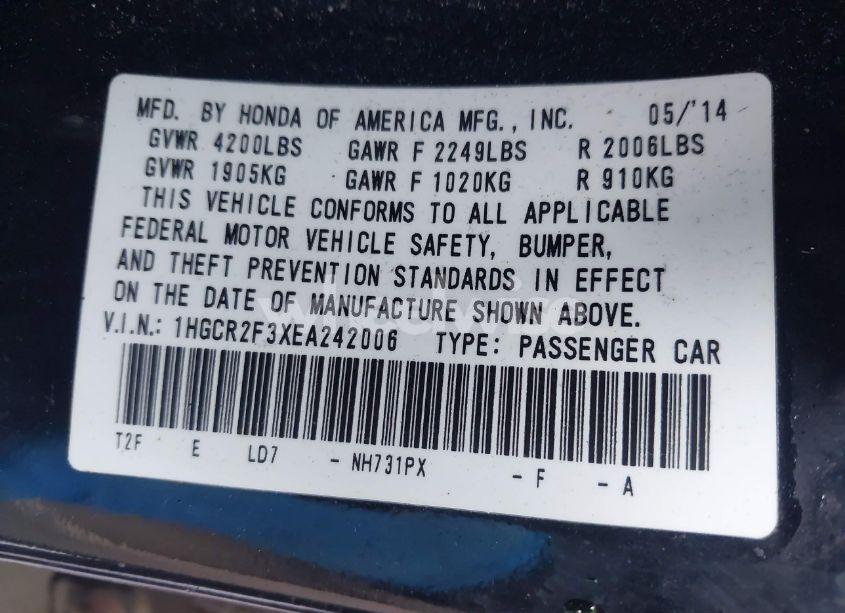 MFD. BY HONDA OF AMERICA MFG., INC. 05/'14
GVWR 4200LBS GAWR F 2249LBS R 2006LBS
GVWR 1905KG GAWR F 1020KG R 910KG
THIS VEHICLE CONFORMS TO ALL APPLICABLE
FEDERAL MOTOR VEHICLE SAFETY, BUMPER,
AND THEFT PREVENTION STANDARDS IN EFFECT
ON THE DATE OF MANUFACTURE SHOWN ABOVE.
V.I.N.: 1HGCR2F3XEA242006 TYPE: PASSENGER CAR
T2F E LD7 - NH731PX - F - A